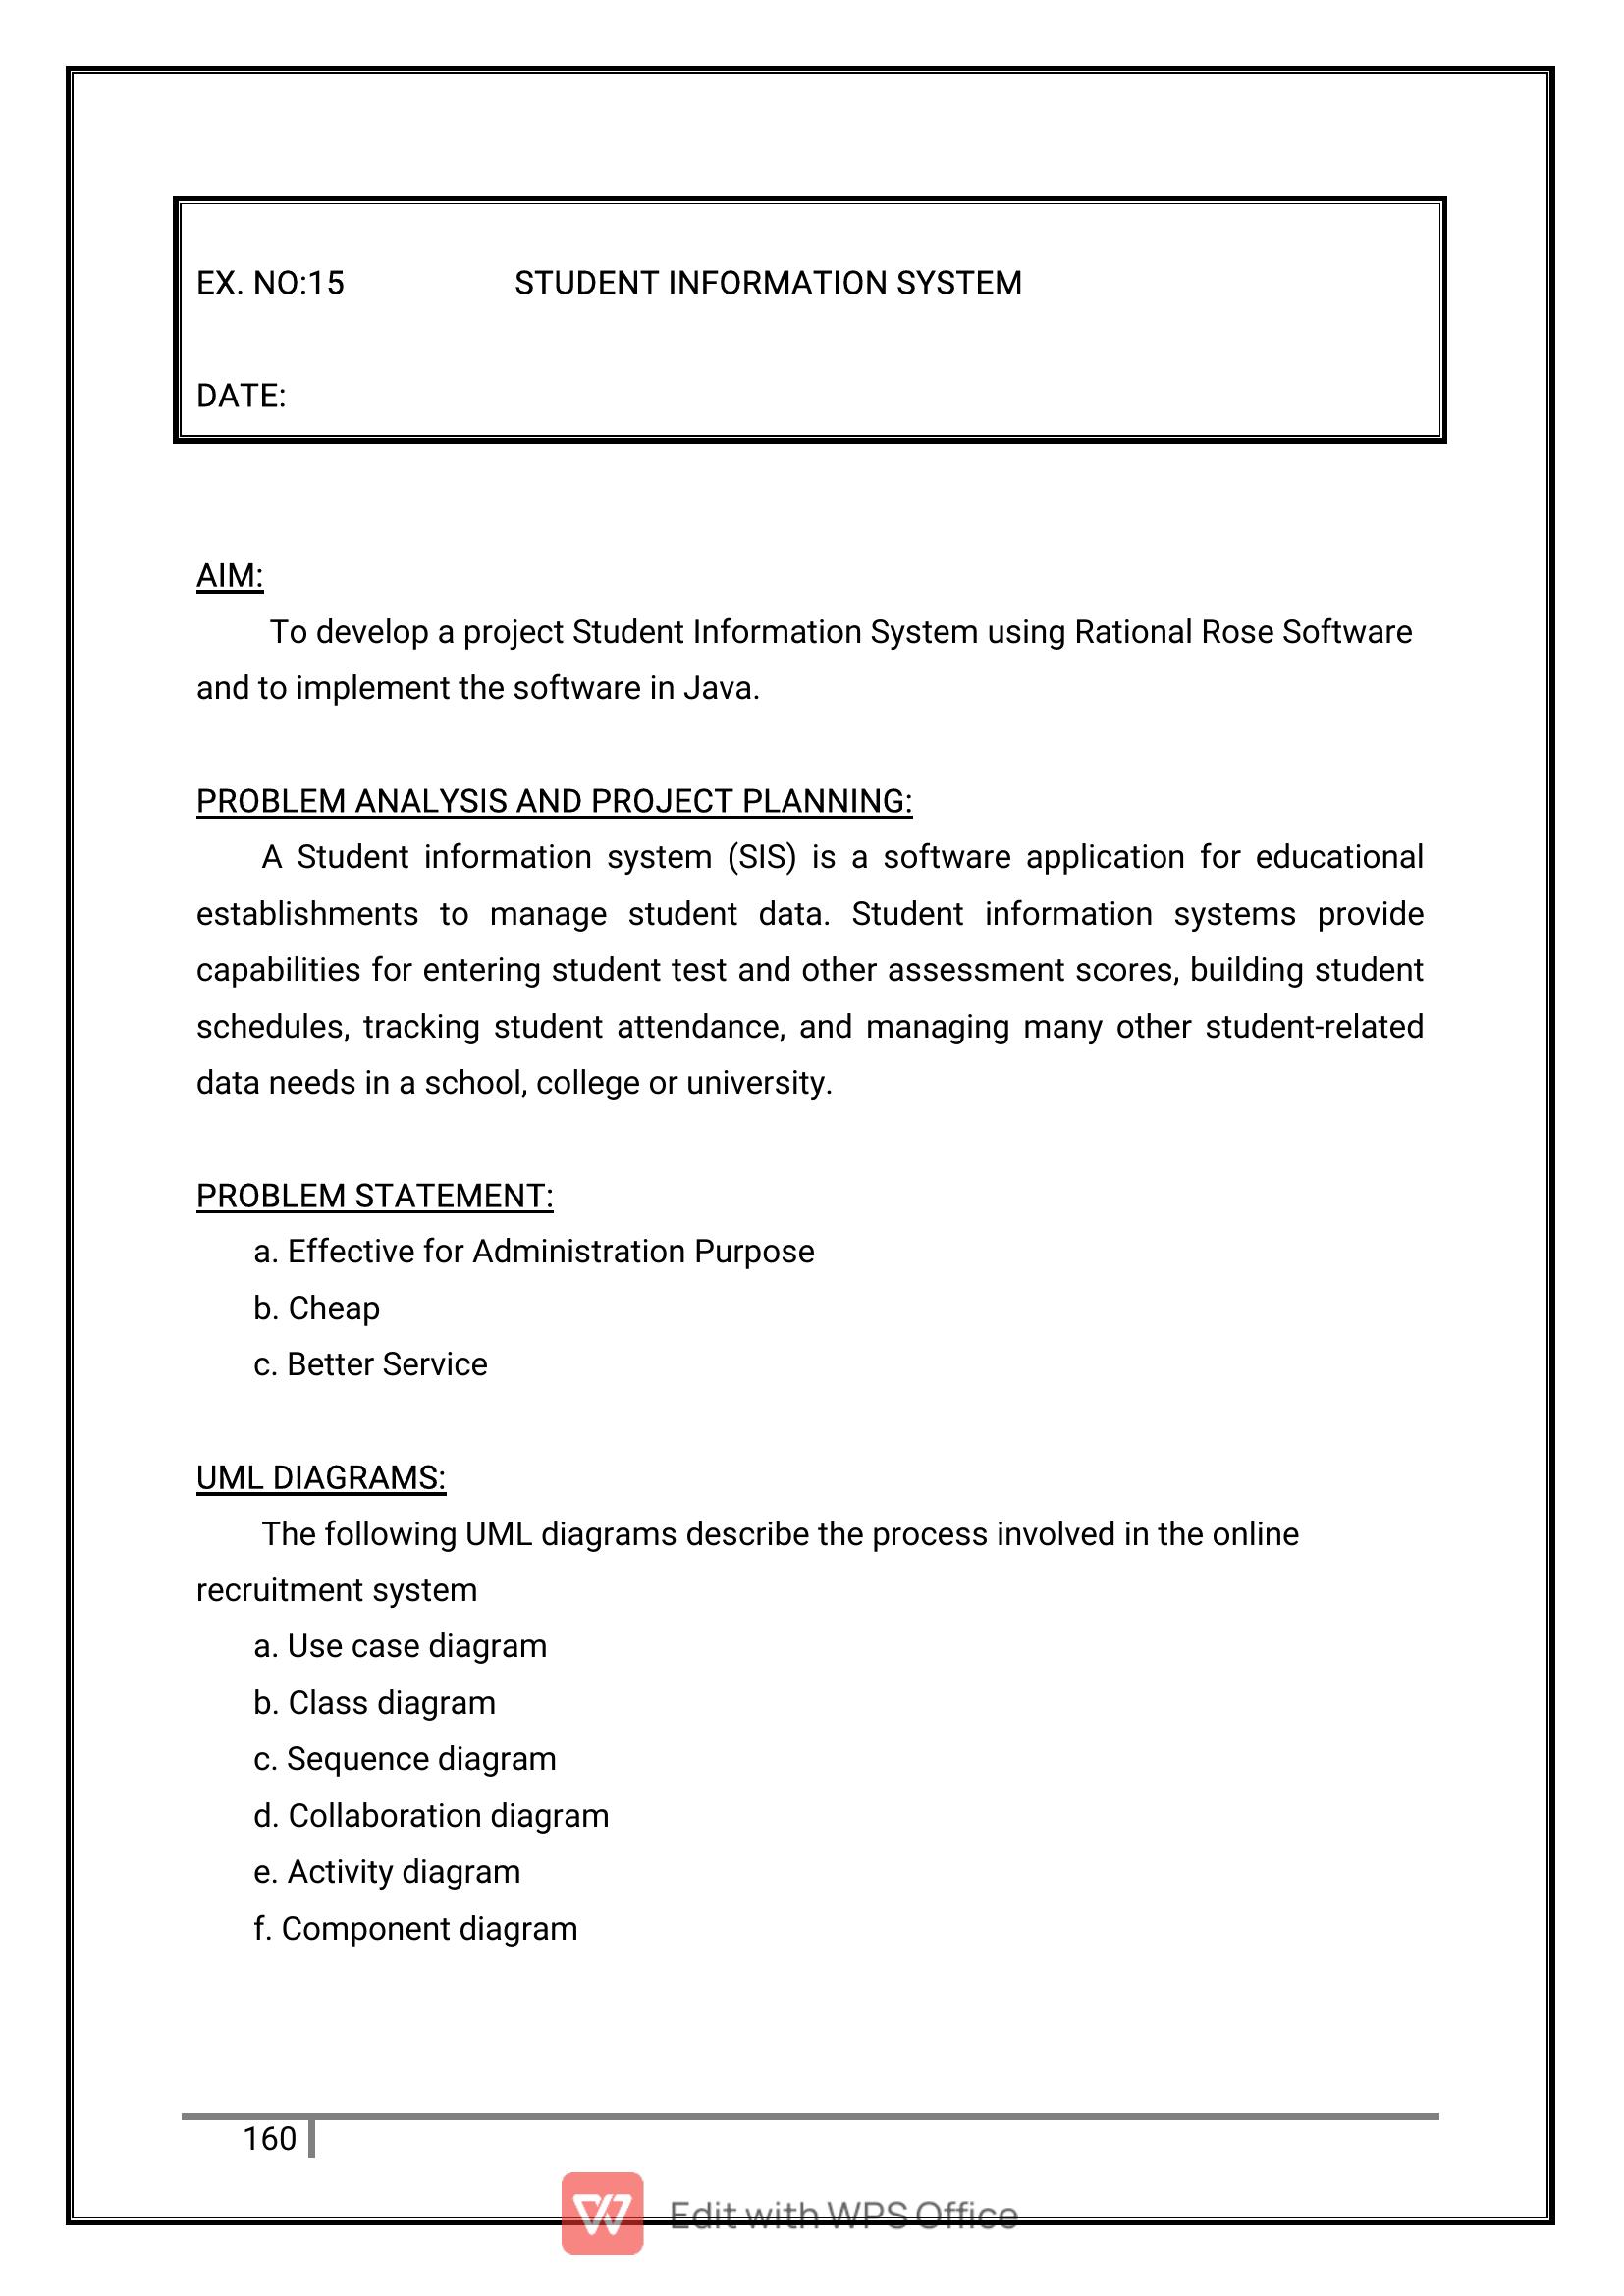 EX. NO:15 STUDENT INFORMATION SYSTEM
DATE:
AIM:
To develop a project Student Information System using Rational Rose Software
and to implement the software in Java.
PROBLEM ANALYSIS AND PROJECT PLANNING:
A Student information system (SIS) is a software application for educational
establishments to manage student data. Student information systems provide
capabilities for entering student test and other assessment scores, building student
schedules, tracking student attendance, and managing many other student-related
data needs in a school, college or university.
PROBLEM STATEMENT:
a. Effective for Administration Purpose
b. Cheap
c. Better Service
UML DIAGRAMS:
The following UML diagrams describe the process involved in the online
recruitment system
a. Use case diagram
b. Class diagram
c. Sequence diagram
d. Collaboration diagram
e. Activity diagram
f. Component diagram
160
Edit with WPS Office